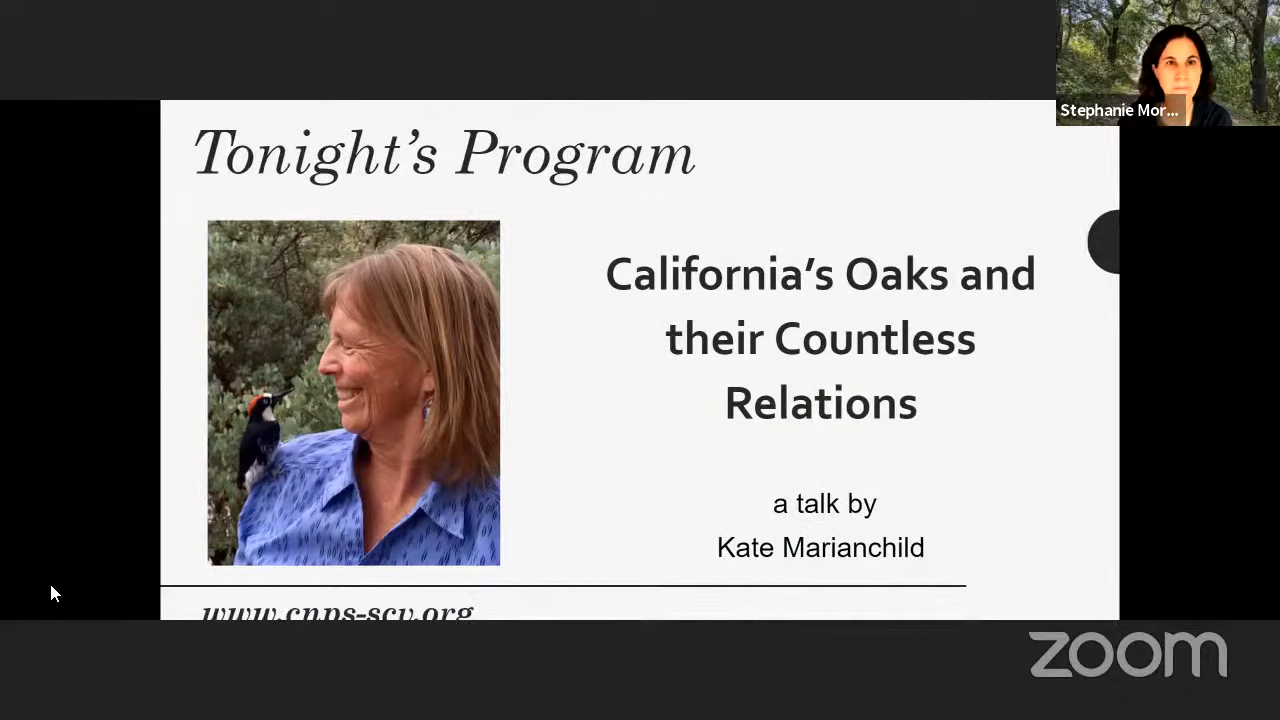 Stephanie Mor...
Tonight's Program
California's Oaks and
their Countless
Relations
a talk by
Kate Marianchild
www.cnps-scv.org
zoom